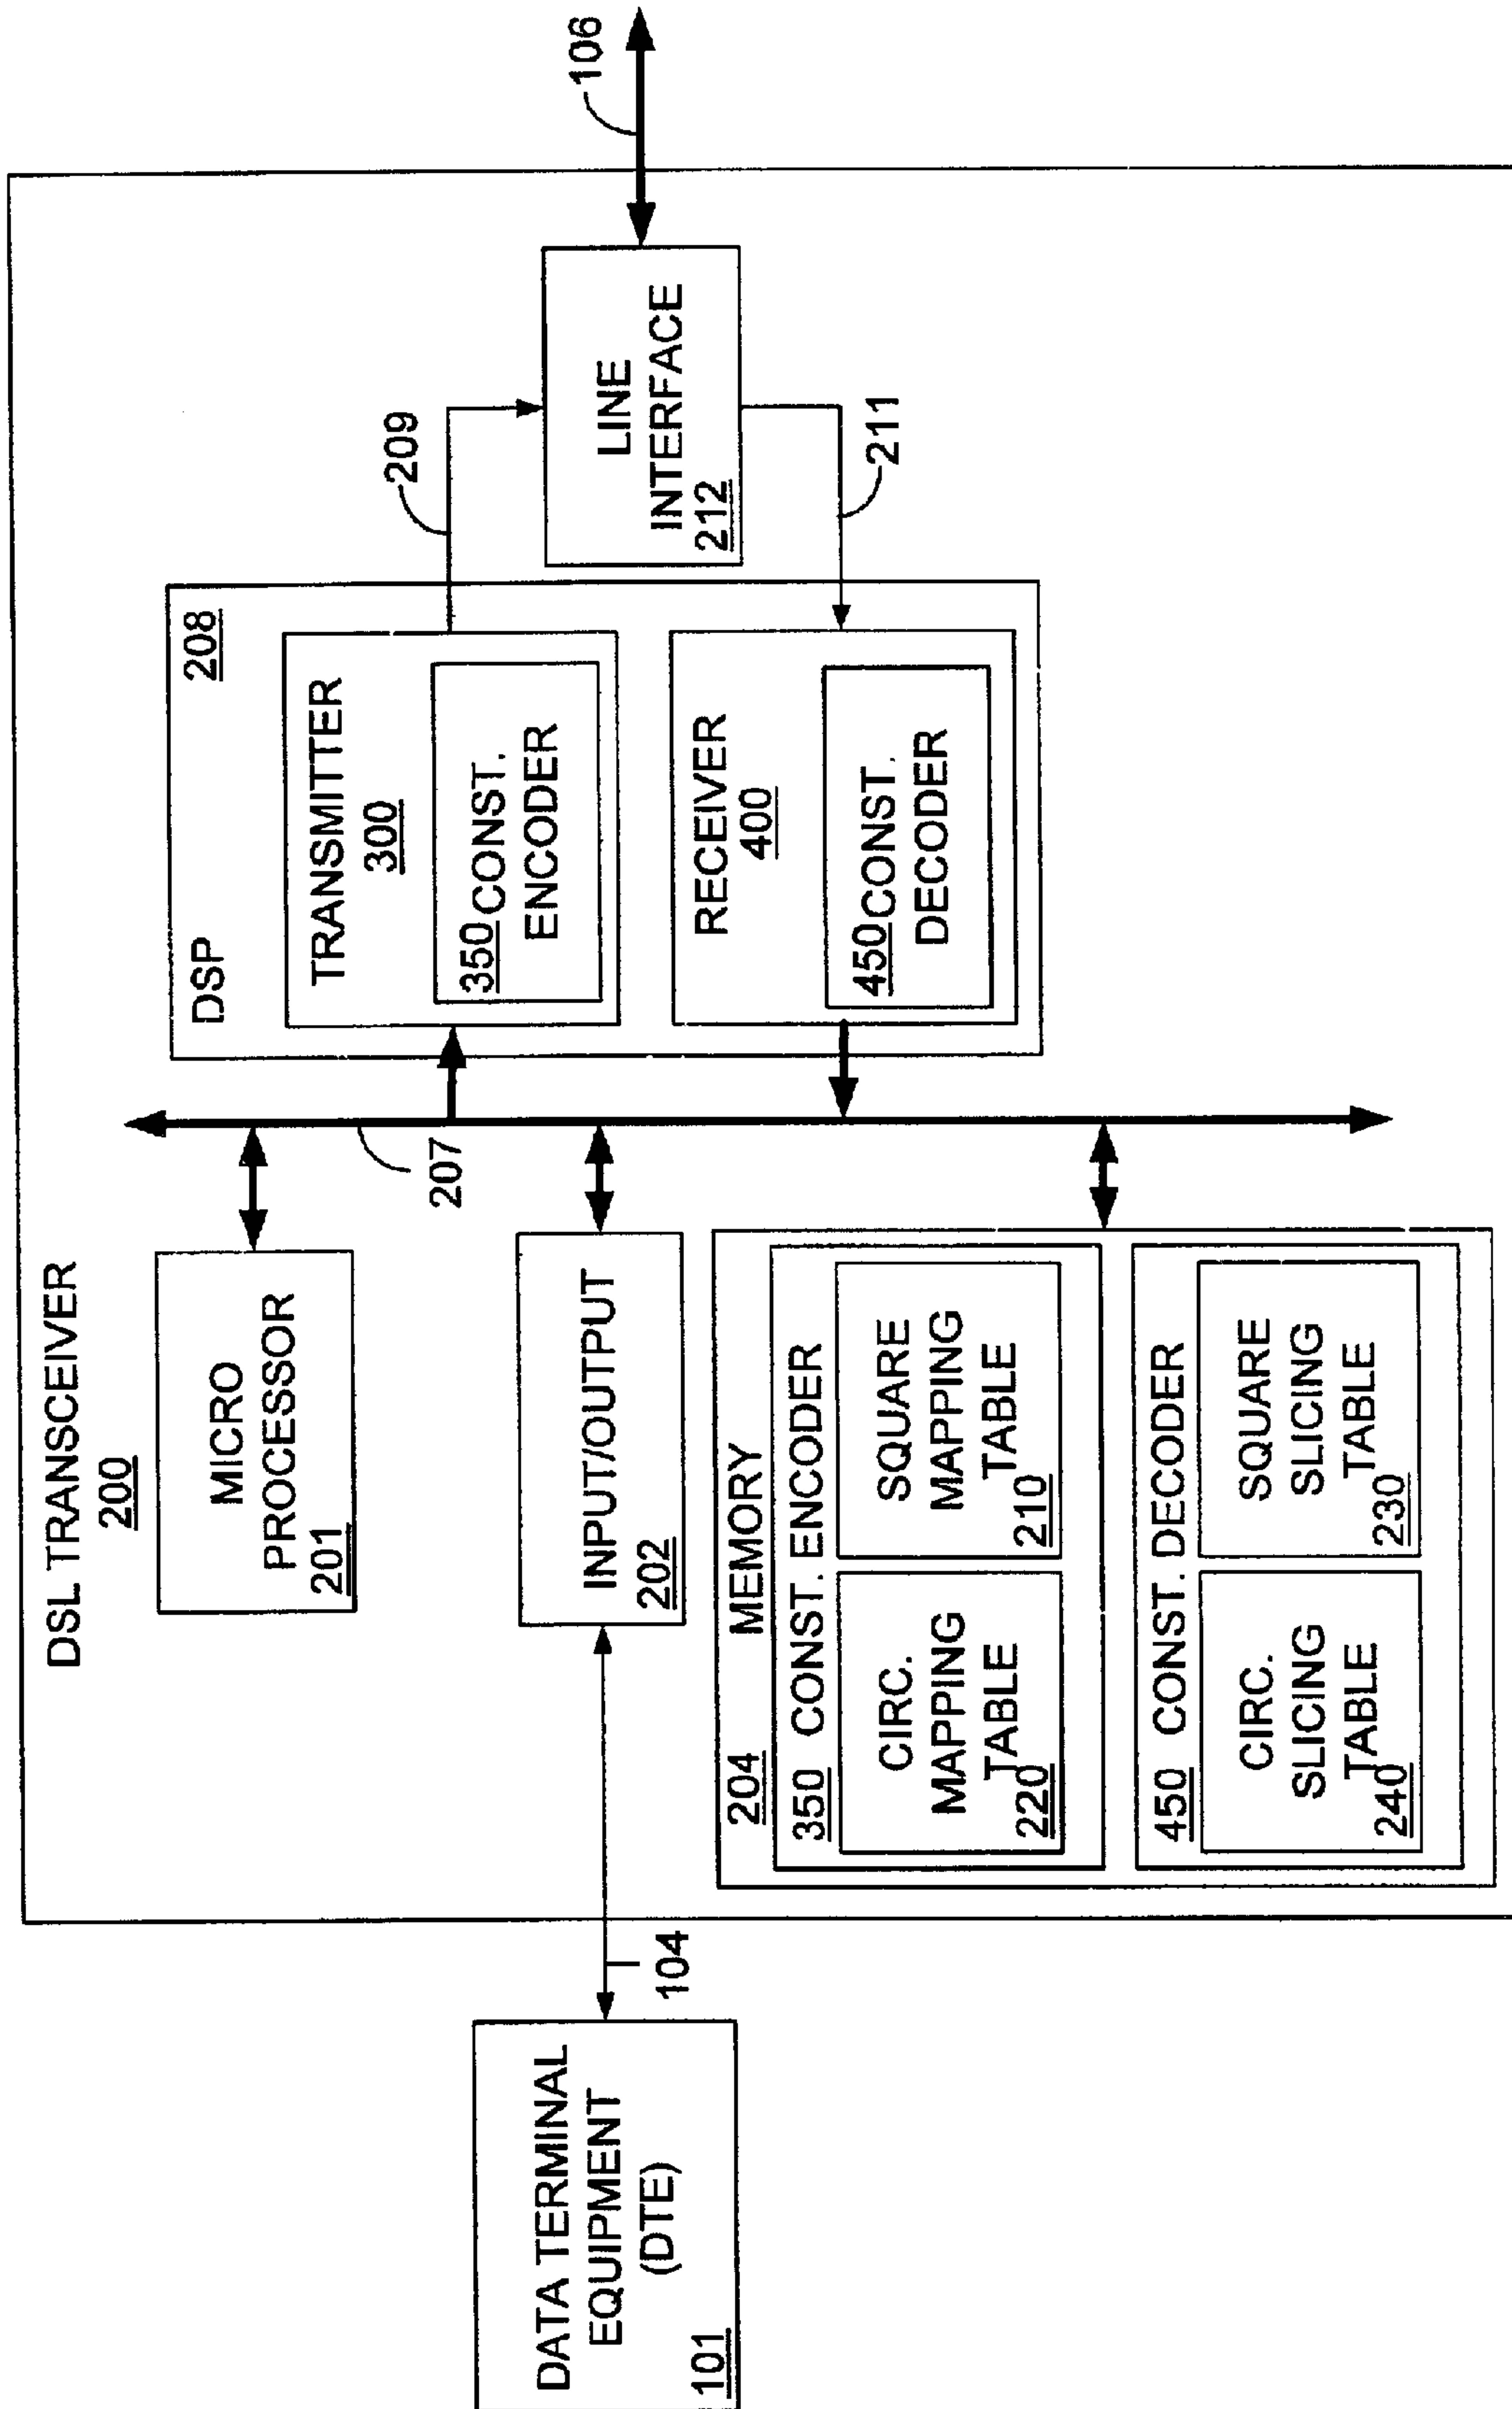 DSL TRANSCEIVER
200
DATA TERMINAL
EQUIPMENT
(DTE)
101
104
MICRO
PROCESSOR
201
INPUT/OUTPUT
202
MEMORY
204
350 CONST. ENCODER
CIRC.
MAPPING
TABLE
220
SQUARE
MAPPING
TABLE
210
450 CONST. DECODER
CIRC.
SLICING
TABLE
240
SQUARE
SLICING
TABLE
230
207
DSP
208
TRANSMITTER
300
350 CONST.
ENCODER
RECEIVER
400
450 CONST.
DECODER
209
211
LINE
INTERFACE
212
106